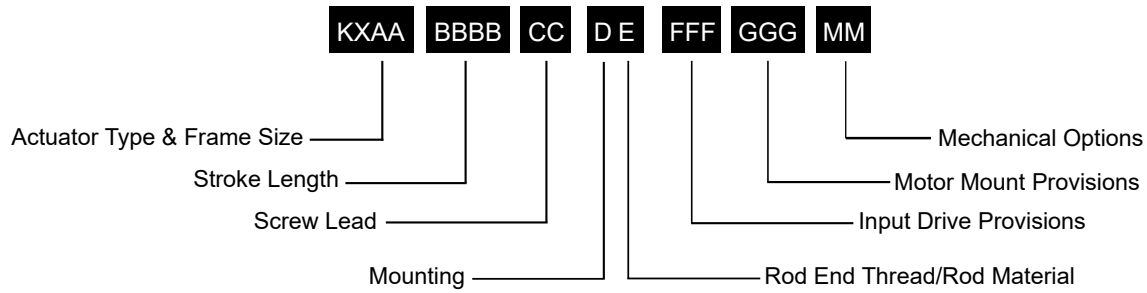 KXAA BBBB CC D E FFF GGG MM
Actuator Type & Frame Size
Mechanical Options
Stroke Length
Motor Mount Provisions
Screw Lead
Input Drive Provisions
Mounting
Rod End Thread/Rod Material